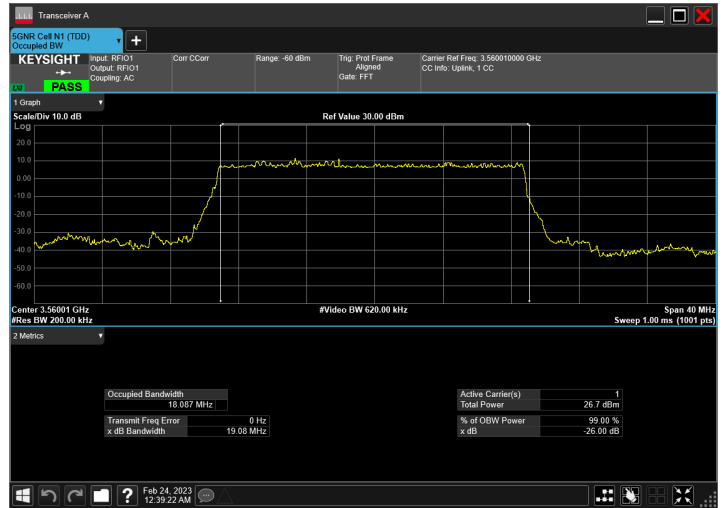 Transceiver A
5GNR Cell N1 (TDD)
Occupied BW
KEYSIGHT
Input: RFIO1
Output: RFIO1
Coupling: AC
Corr CCorr
Range: -60 dBm
Trig: Prot Frame
Aligned
Gate: FFT
Carrier Ref Freq: 3.560010000 GHz
CC Info: Uplink, 1 CC
LXI
PASS
1 Graph
Scale/Div 10.0 dB
Ref Value 30.00 dBm
Log
20.0
10.0
0.00
-10.0
-20.0
-30.0
-40.0
-50.0
-60.0
Center 3.56001 GHz
#Video BW 620.00 kHz
Span 40 MHz
#Res BW 200.00 kHz
Sweep 1.00 ms (1001 pts)
2 Metrics
Occupied Bandwidth
18.087 MHz
Transmit Freq Error 0 Hz
x dB Bandwidth 19.08 MHz
Active Carrier(s) 1
Total Power 26.7 dBm
% of OBW Power 99.00 %
x dB -26.00 dB
?
Feb 24, 2023
12:39:22 AM